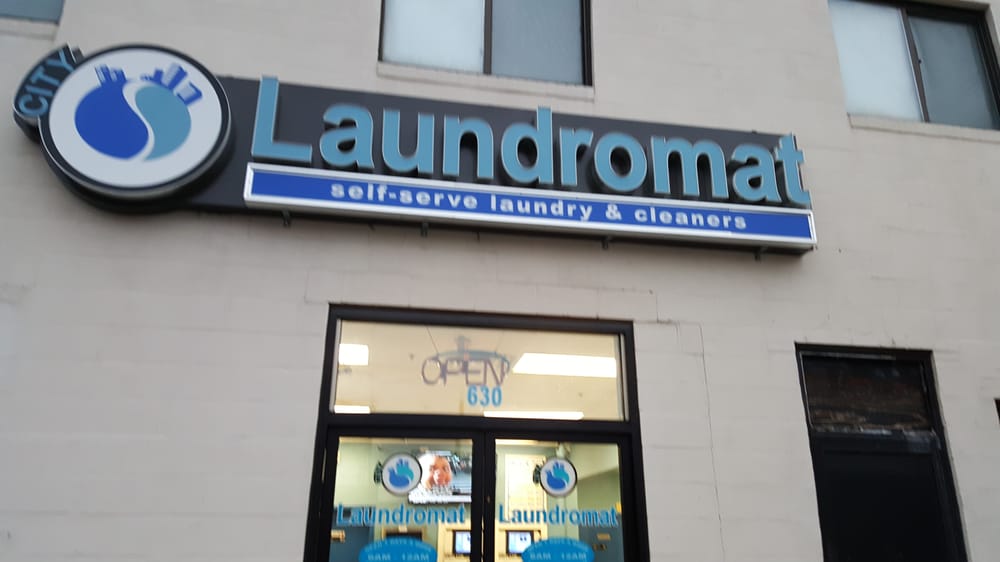 CITY
Laundromat
self-serve laundry & cleaners
OPEN
630
Laundromat Laundromat